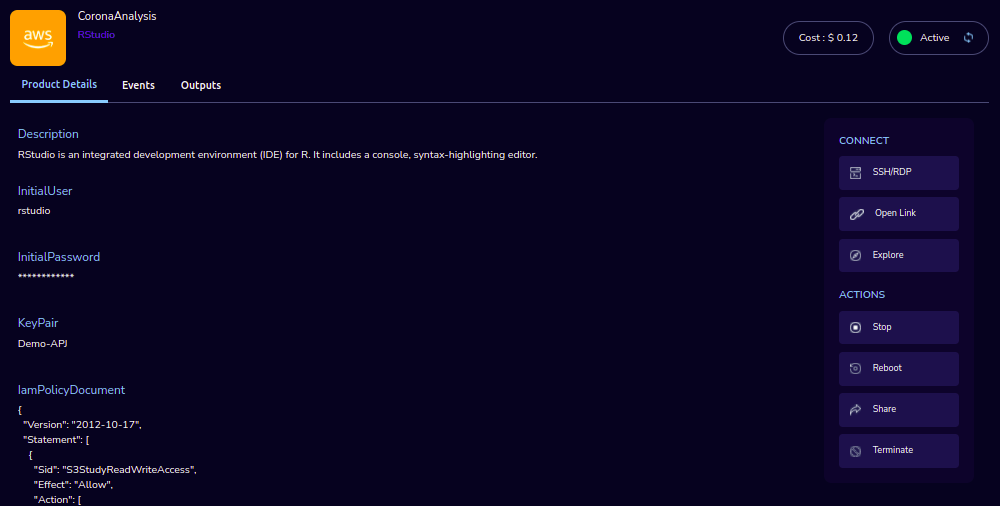 aws
CoronaAnalysis
RStudio
Cost : $ 0.12
Active
Product Details
Events
Outputs
Description
RStudio is an integrated development environment (IDE) for R. It includes a console, syntax-highlighting editor.
InitialUser
rstudio
InitialPassword
************
KeyPair
Demo-APJ
IamPolicyDocument
{
"Version": "2012-10-17",
"Statement": [
{
"Sid": "S3StudyReadWriteAccess",
"Effect": "Allow",
"Action": [
CONNECT
SSH/RDP
Open Link
Explore
ACTIONS
Stop
Reboot
Share
Terminate